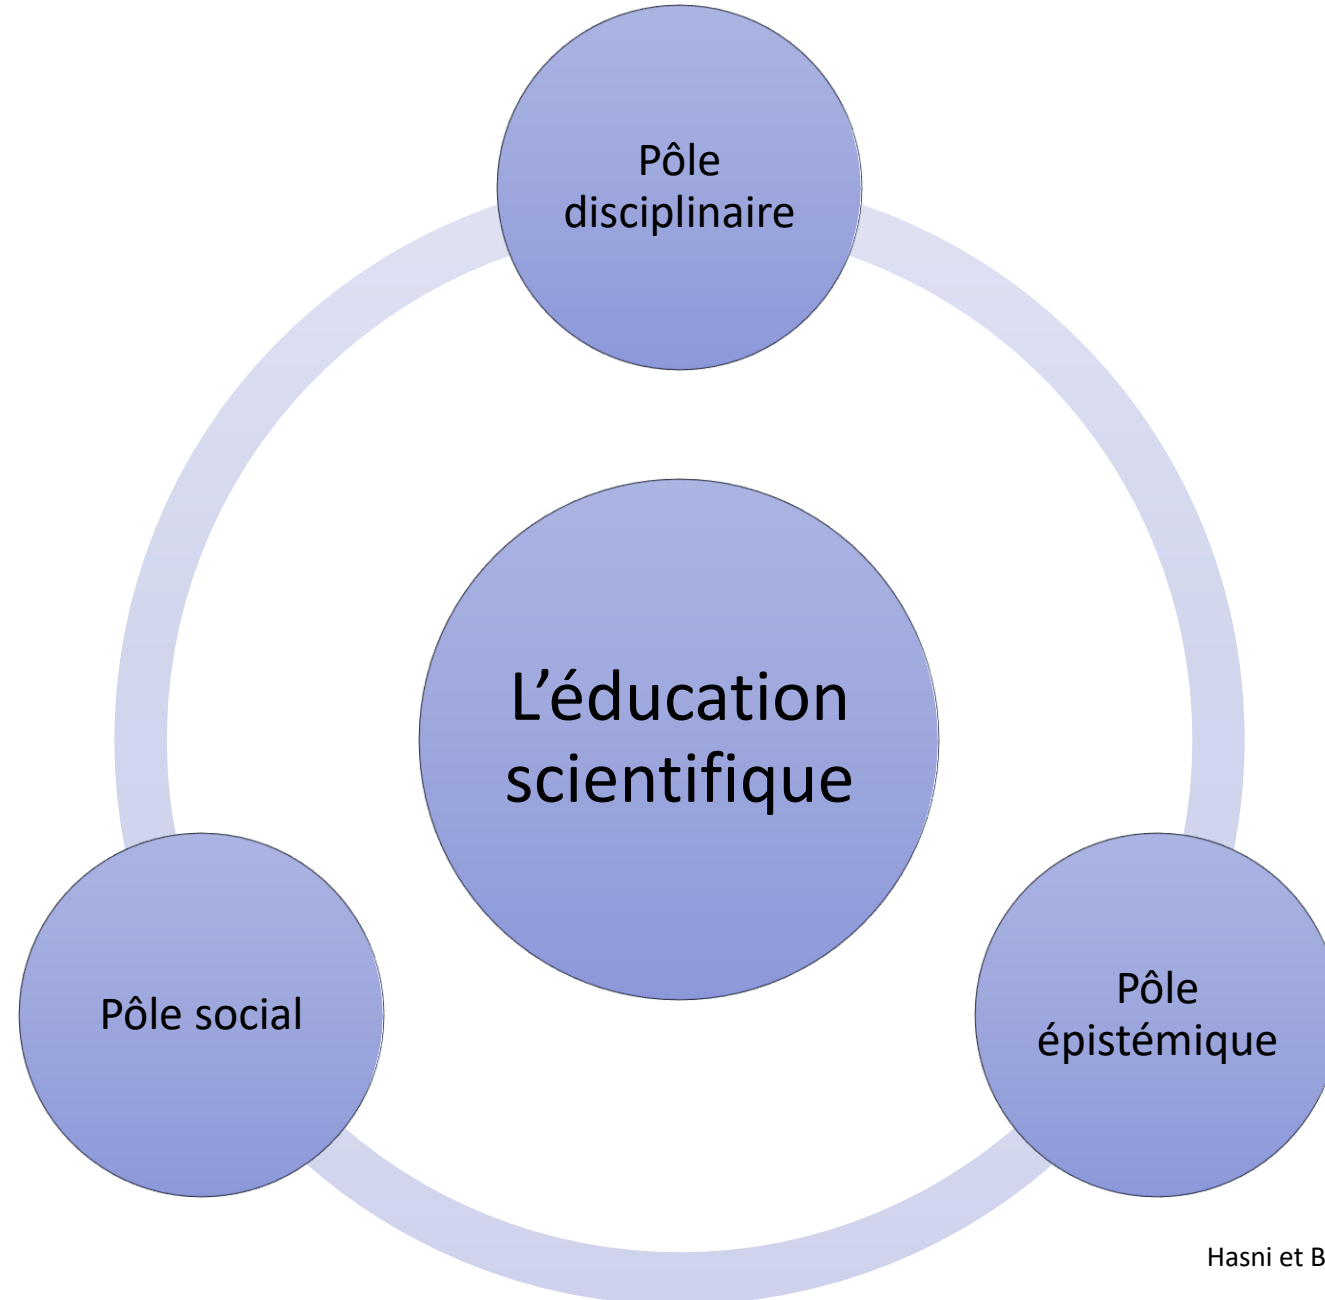 Pôle
disciplinaire
L’éducation
scientifique
Pôle social
Pôle
épistémique
Hasni et B